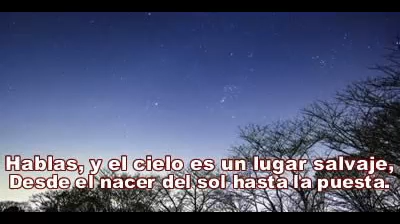 Hablas, y el cielo es un lugar salvaje,
Desde el nacer del sol hasta la puesta.